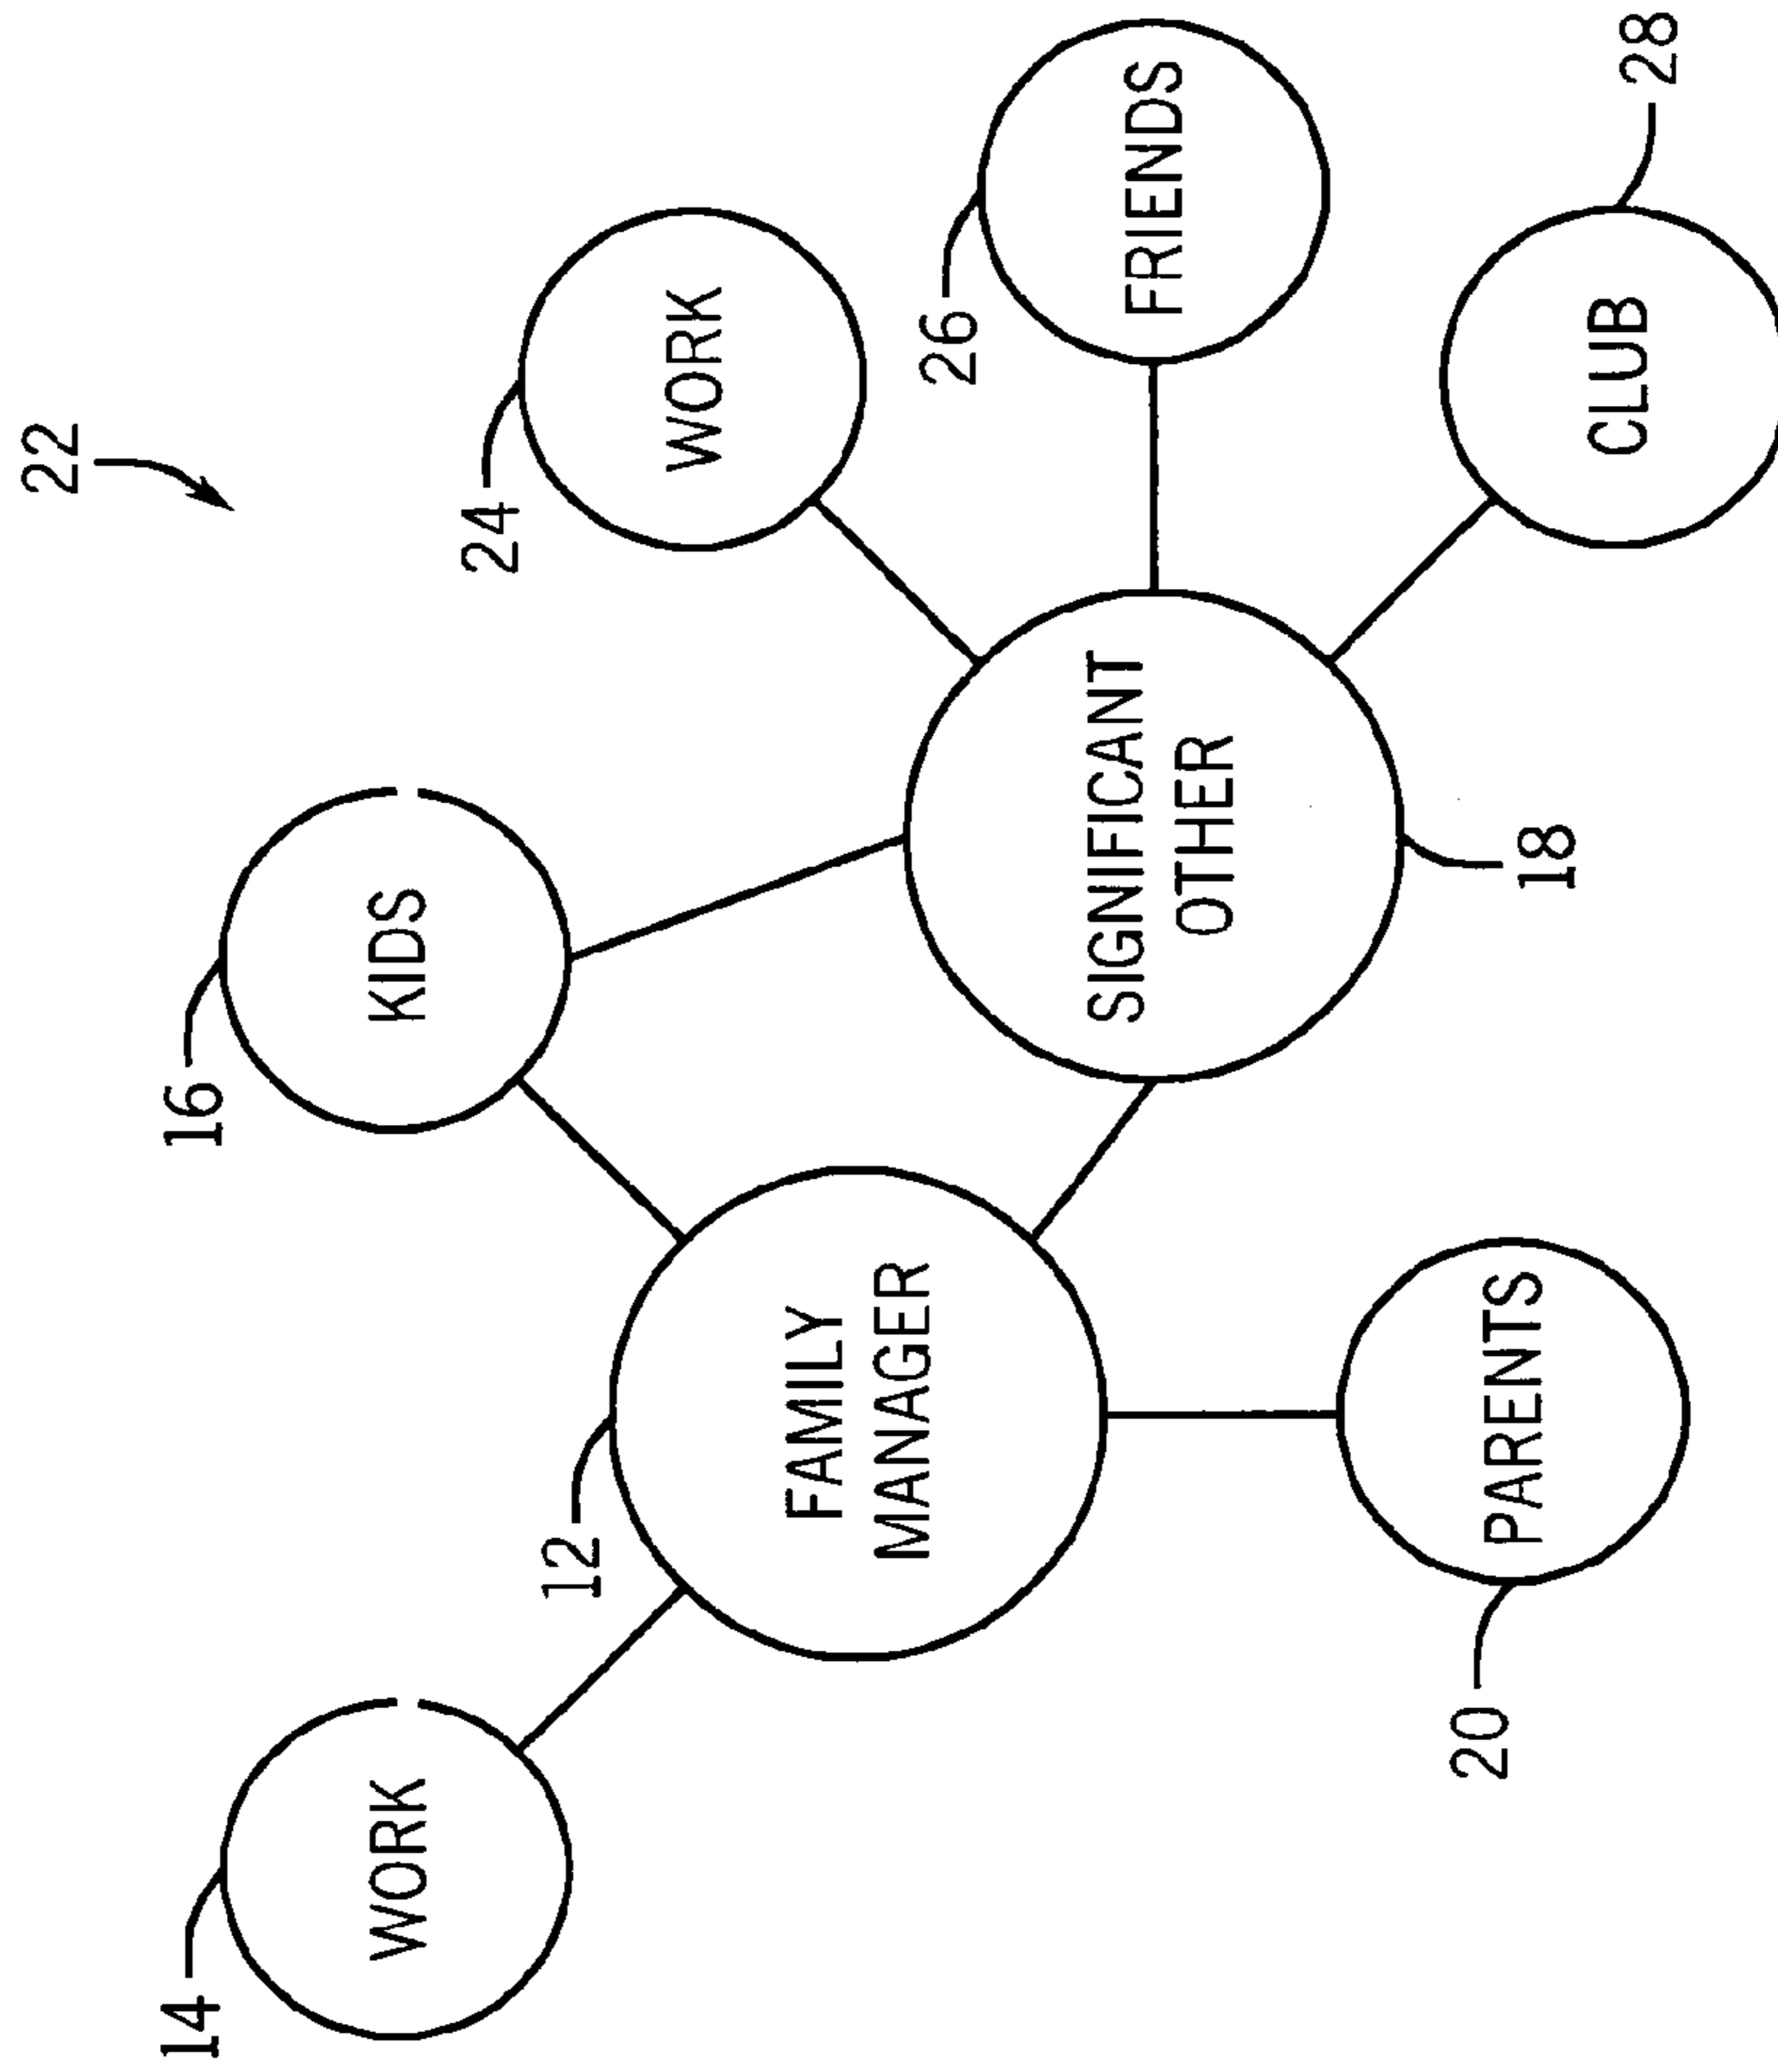 22
14
16
WORK
KIDS
24
12
WORK
FAMILY
MANAGER
26
SIGNIFICANT
OTHER
FRIENDS
20
PARENTS
18
CLUB
28